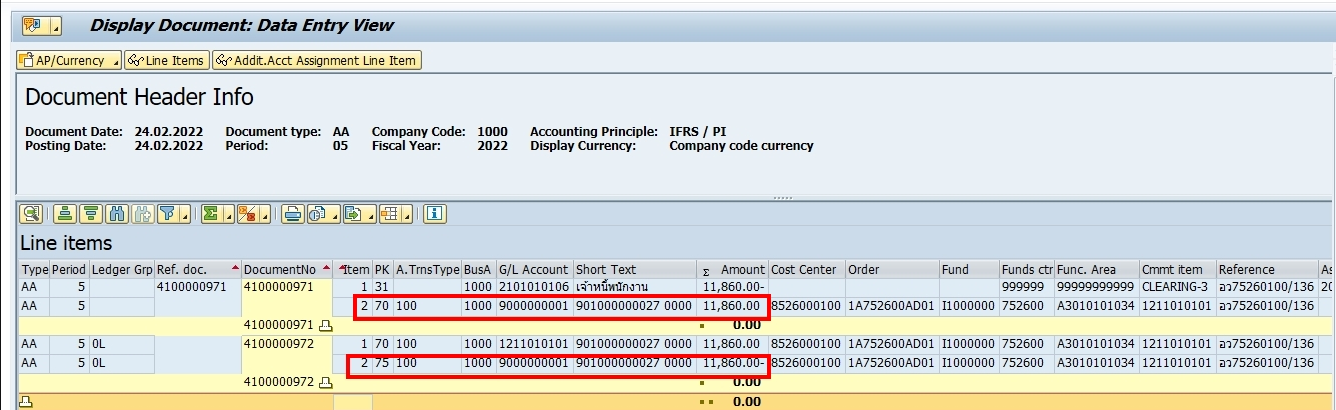 Display Document: Data Entry View
AP/Currency Line Items Addit.Acct Assignment Line Item
Document Header Info
Document Date: 24.02.2022 Document type: AA Company Code: 1000 Accounting Principle: IFRS / PI
Posting Date: 24.02.2022 Period: 05 Fiscal Year: 2022 Display Currency: Company code currency
Line items
Type Period Ledger Grp Ref. doc. DocumentNo Item PK A.TrnsType BusA G/L Account Short Text Σ Amount Cost Center Order Fund Funds ctr Func. Area Cmmt item Reference As
AA 5 4100000971 4100000971 1 31 1000 2101010106 เจ้าหนี้พนักงาน 11,860.00- 999999 99999999999 CLEARING-3 อว75260100/136 20
AA 5 2 70 100 1000 9000000001 901000000027 0000 11,860.00 8526000100 1A752600AD01 I1000000 752600 A3010101034 1211010101 อว75260100/136
4100000971 0.00
AA 5 0L 4100000972 1 70 100 1000 1211010101 901000000027 0000 11,860.00 8526000100 1A752600AD01 I1000000 752600 A3010101034 1211010101 อว75260100/136
AA 5 0L 2 75 100 1000 9000000001 901000000027 0000 11,860.00- 8526000100 1A752600AD01 I1000000 752600 A3010101034 1211010101 อว75260100/136
4100000972 0.00
0.00